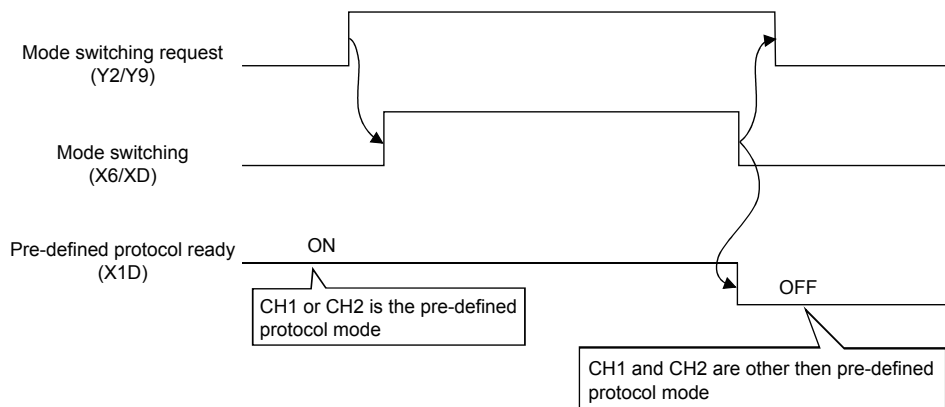 Mode switching request
(Y2/Y9)
Mode switching
(X6/XD)
Pre-defined protocol ready
(X1D)
ON
OFF
CH1 or CH2 is the pre-defined
protocol mode
CH1 and CH2 are other then pre-defined
protocol mode